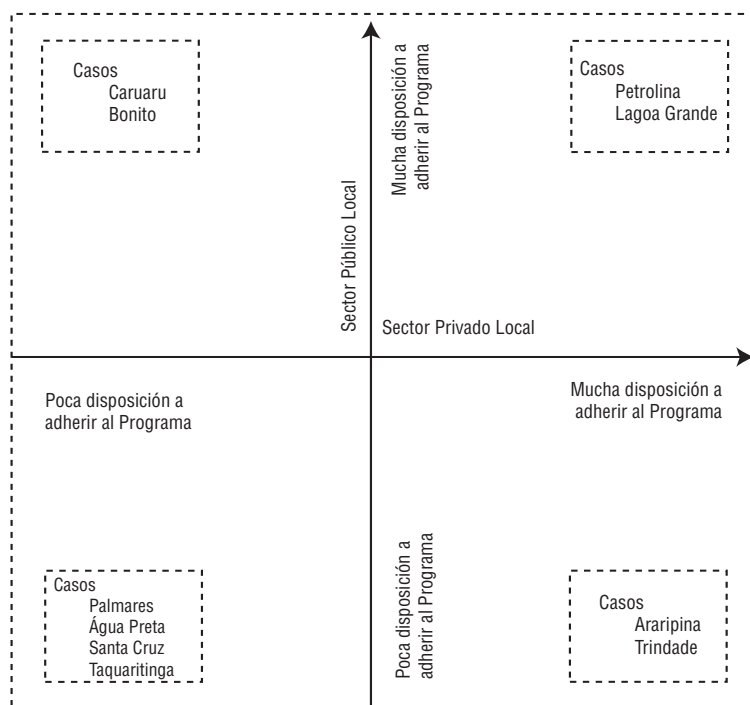 Casos
Caruaru
Bonito
Mucha disposición a
adherir al Programa
Casos
Petrolina
Lagoa Grande
Sector Público Local
Sector Privado Local
Poca disposición a
adherir al Programa
Mucha disposición a
adherir al Programa
Casos
Palmares
Água Preta
Santa Cruz
Taquaritinga
Poca disposición a
adherir al Programa
Casos
Araripina
Trindade